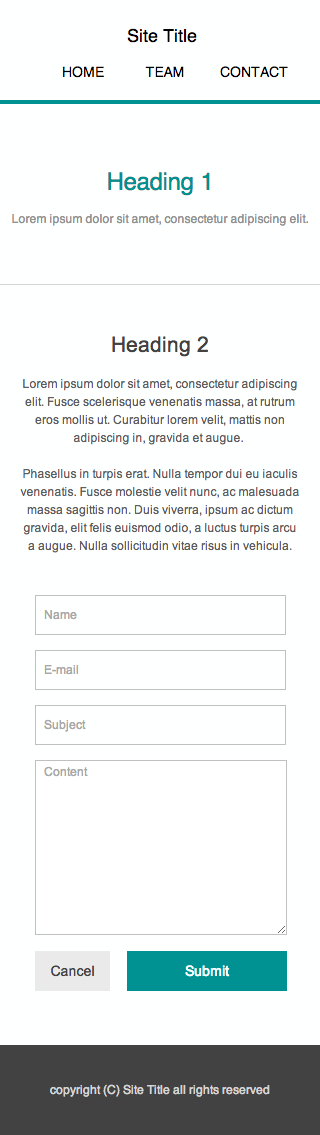 Site Title
HOME TEAM CONTACT
Heading 1
Lorem ipsum dolor sit amet, consectetur adipiscing elit.
Heading 2
Lorem ipsum dolor sit amet, consectetur adipiscing
elit. Fusce scelerisque venenatis massa, at rutrum
eros mollis ut. Curabitur lorem velit, mattis non
adipiscing in, gravida et augue.
Phasellus in turpis erat. Nulla tempor dui eu iaculis
venenatis. Fusce molestie velit nunc, ac malesuada
massa sagittis non. Duis viverra, ipsum ac dictum
gravida, elit felis euismod odio, a luctus turpis arcu
a augue. Nulla sollicitudin vitae risus in vehicula.
Name
E-mail
Subject
Content
Cancel Submit
copyright (C) Site Title all rights reserved